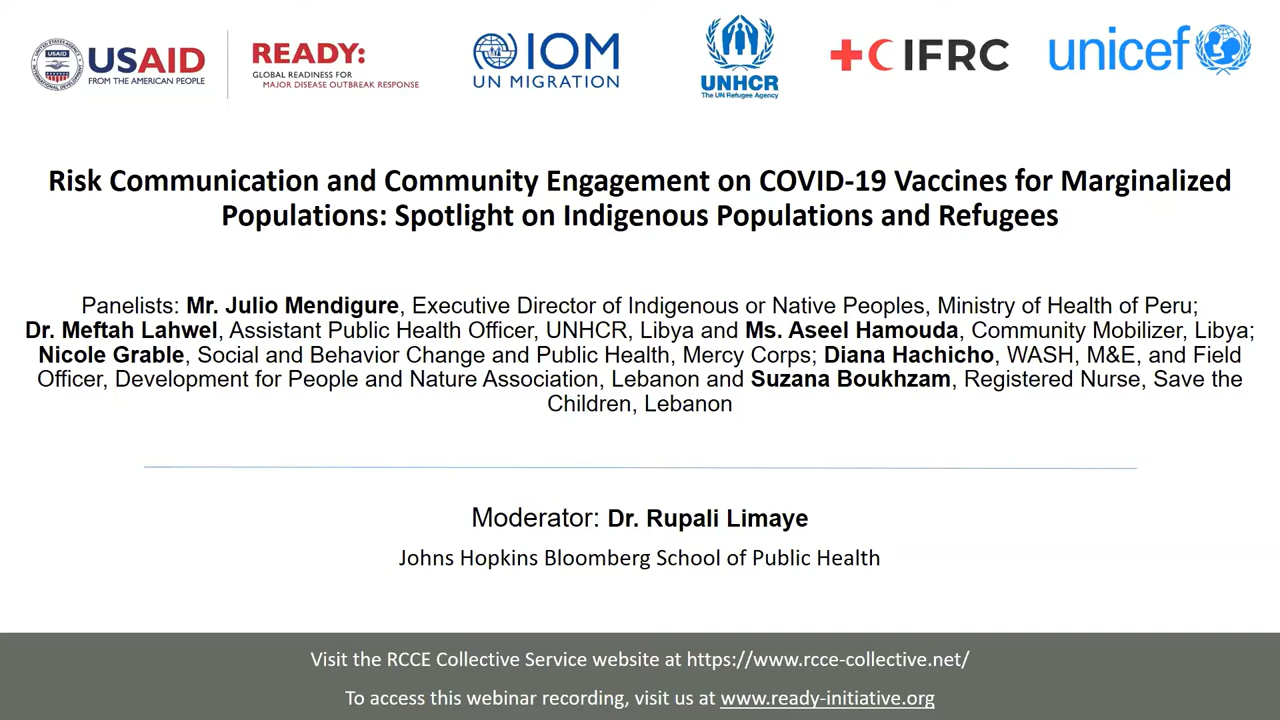 USAID
FROM THE AMERICAN PEOPLE
READY:
GLOBAL READINESS FOR
MAJOR DISEASE OUTBREAK RESPONSE
IOM
UN MIGRATION
UNHCR
The UN Refugee Agency
IFRC
unicef
Risk Communication and Community Engagement on COVID-19 Vaccines for Marginalized
Populations: Spotlight on Indigenous Populations and Refugees
Panelists: Mr. Julio Mendigure, Executive Director of Indigenous or Native Peoples, Ministry of Health of Peru;
Dr. Meftah Lahwel, Assistant Public Health Officer, UNHCR, Libya and Ms. Aseel Hamouda, Community Mobilizer, Libya;
Nicole Grable, Social and Behavior Change and Public Health, Mercy Corps; Diana Hachicho, WASH, M&E, and Field
Officer, Development for People and Nature Association, Lebanon and Suzana Boukhzam, Registered Nurse, Save the
Children, Lebanon
Moderator: Dr. Rupali Limaye
Johns Hopkins Bloomberg School of Public Health
Visit the RCCE Collective Service website at https://www.rcce-collective.net/
To access this webinar recording, visit us at www.ready-initiative.org